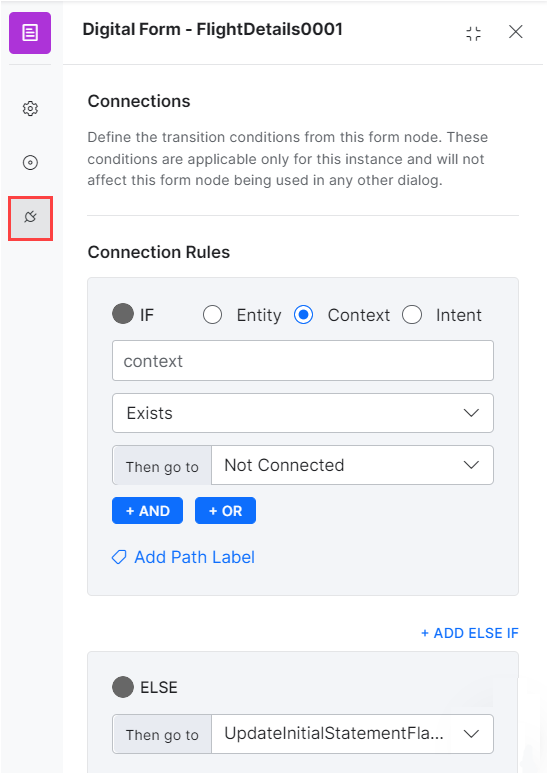 Digital Form - FlightDetails0001
Connections
Define the transition conditions from this form node. These
conditions are applicable only for this instance and will not
affect this form node being used in any other dialog.
Connection Rules
IF Entity Context Intent
context
Exists
Then go to Not Connected
+ AND + OR
Add Path Label
+ ADD ELSE IF
ELSE
Then go to UpdateInitialStatementFla...